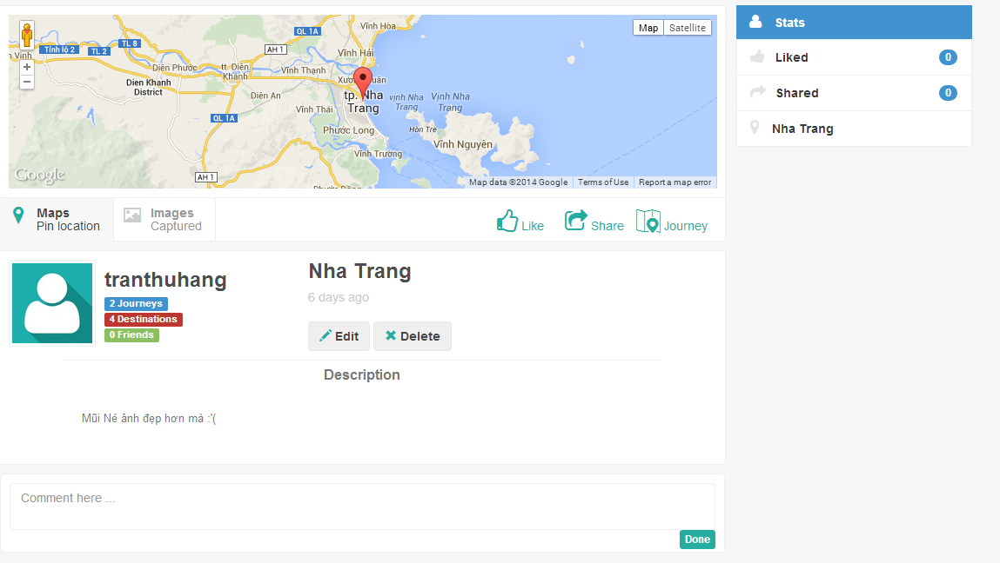 Vĩnh Hòa
QL 1A
Map
Satellite
TL 8
Tỉnh lộ 2
TL 2
AH 1
Vĩnh Hải
n Vinh
+
Diên Phước
tt. Diên
Khánh
Vĩnh Thạnh
−
Dien Khanh
District
Diên An
tp. Nha
Trang
vịnh Nha
Trang
Vịnh Nha
Trang
Vĩnh Thái
QL 1A
Phước Long
Hòn Tre
Vĩnh Nguyên
Vĩnh Trường
Google
AH 1
Phước Đồng
Map data ©2014 Google
Terms of Use
Report a map error
Maps
Pin location
Images
Captured
Like
Share
Journey
tranthuhang
2 Journeys
4 Destinations
0 Friends
Nha Trang
6 days ago
Edit
Delete
Description
Mũi Né ảnh đẹp hơn mà :'(
Comment here ...
Done
Stats
Liked 0
Shared 0
Nha Trang